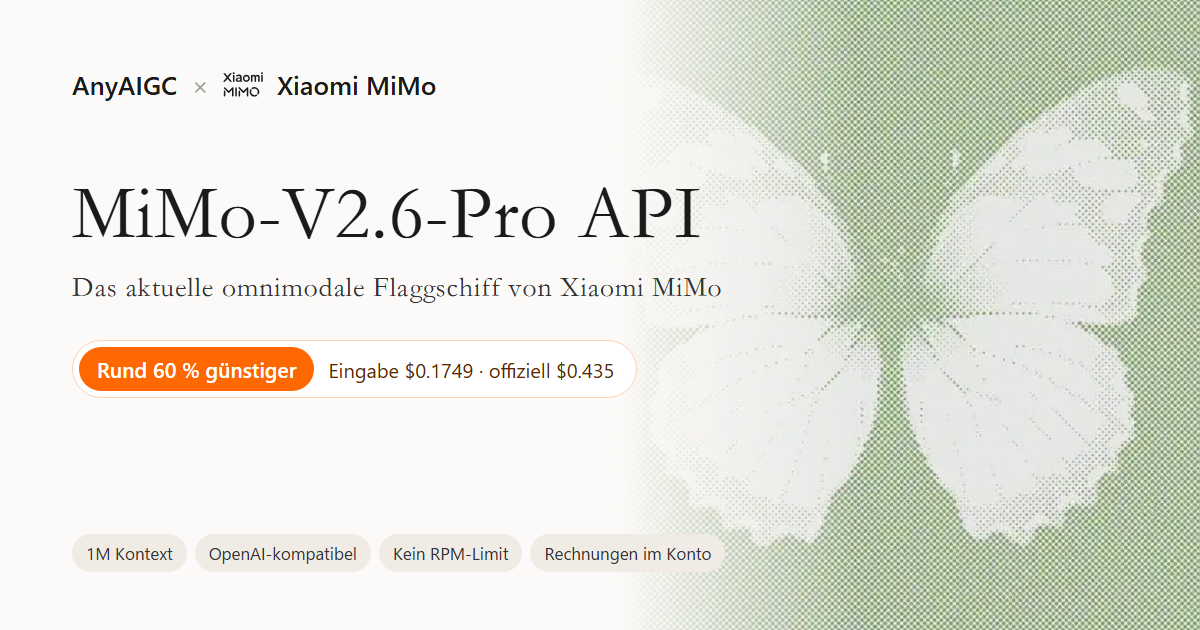 AnyAIGC × Xiaomi MIMO Xiaomi MiMo
MiMo-V2.6-Pro API
Das aktuelle omnimodale Flaggschiff von Xiaomi MiMo
Rund 60 % günstiger Eingabe $0.1749 · offiziell $0.435
1M Kontext OpenAI-kompatibel Kein RPM-Limit Rechnungen im Konto